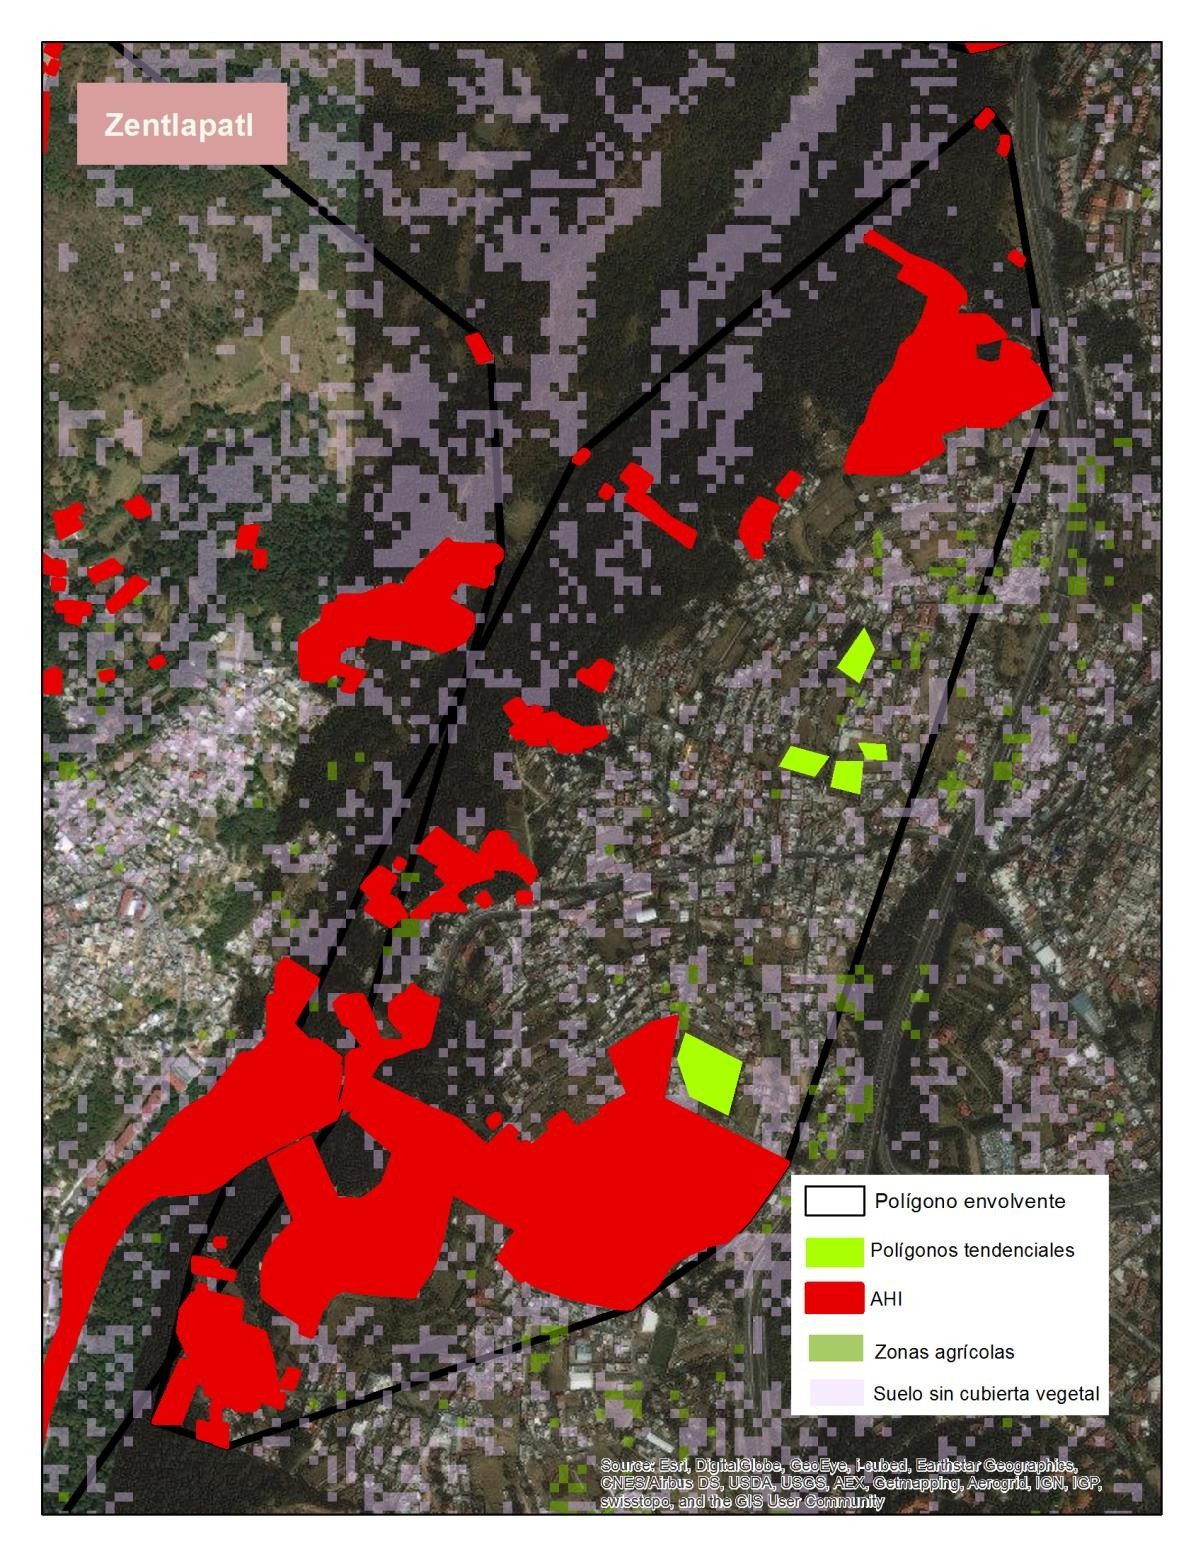 Zentlapatl
Polígono envolvente
Polígonos tendenciales
AHI
Zonas agrícolas
Suelo sin cubierta vegetal
Source: Esri, DigitalGlobe, GeoEye, i-cubed, Earthstar Geographics,
CNES/Airbus DS, USDA, USGS, AEX, Getmapping, Aerogrid, IGN, IGP,
swisstopo, and the GIS User Community